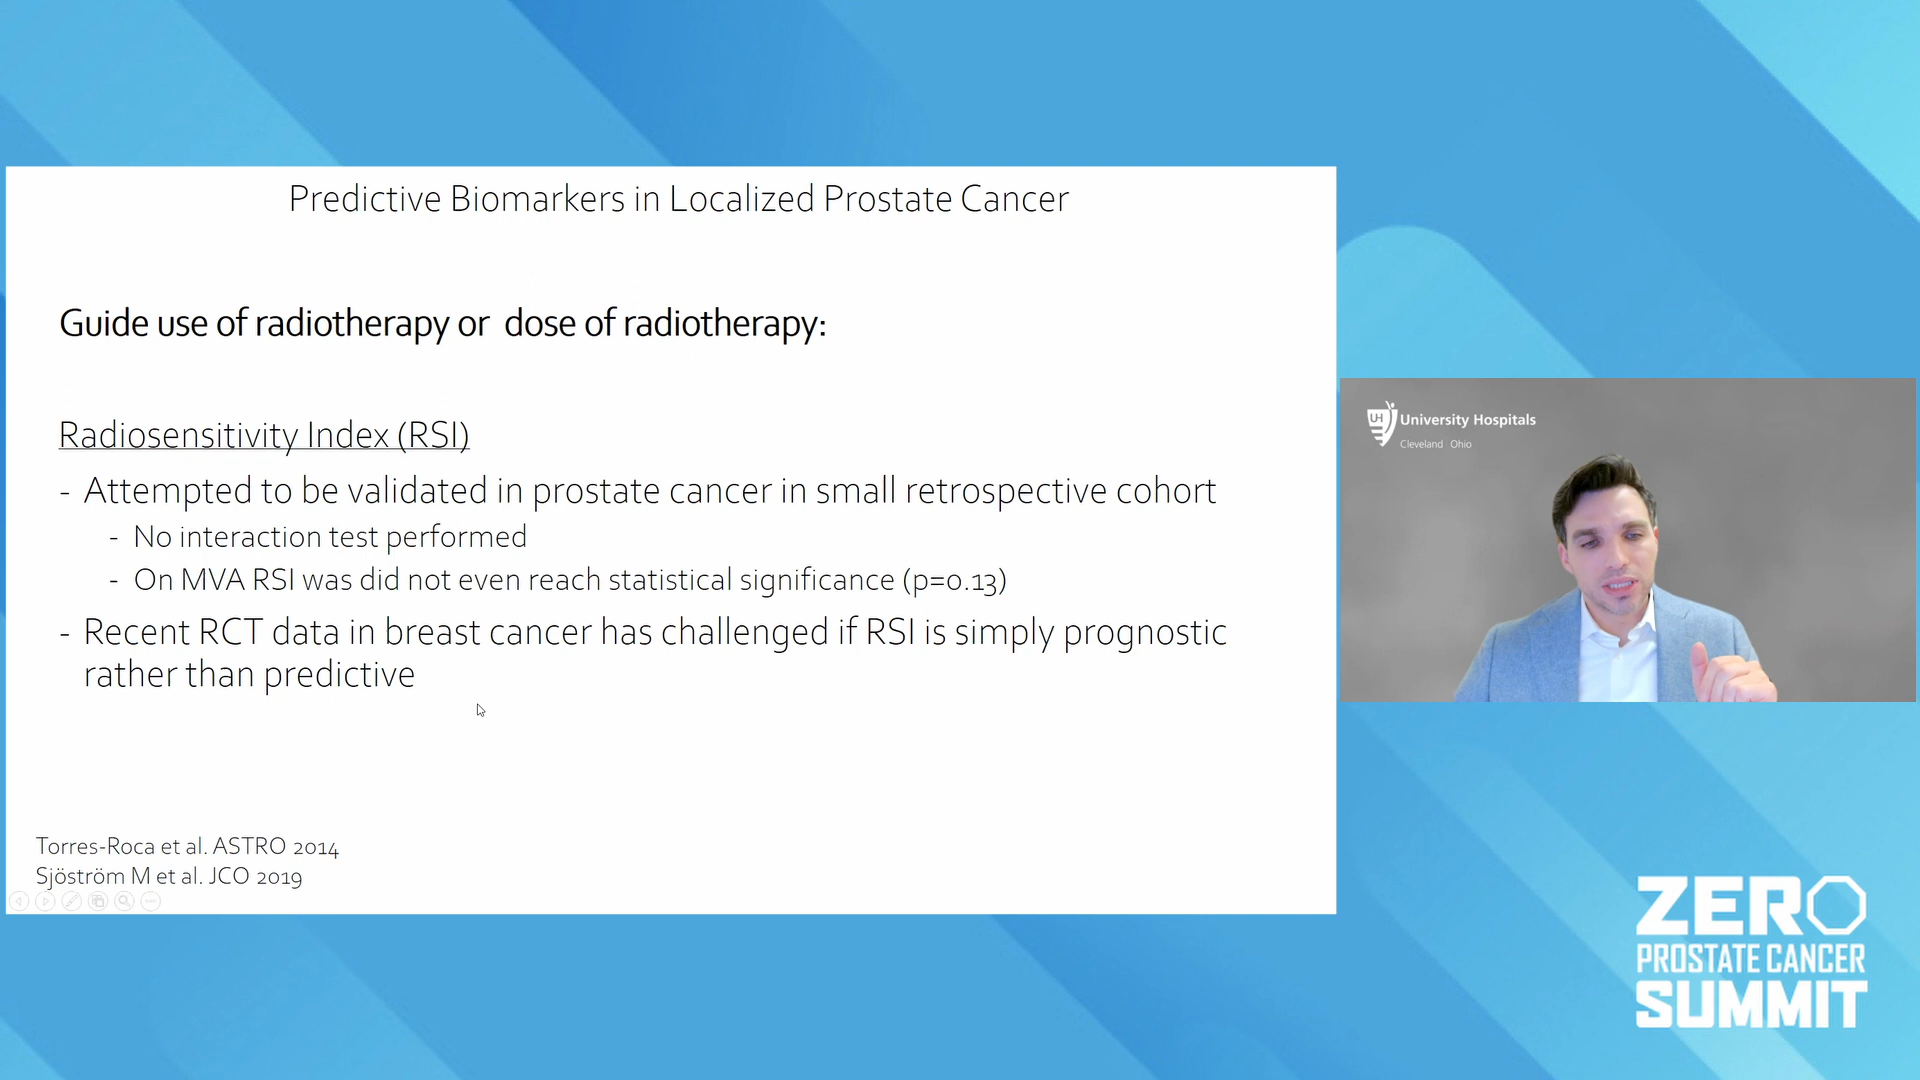 Predictive Biomarkers in Localized Prostate Cancer
Guide use of radiotherapy or dose of radiotherapy:
Radiosensitivity Index (RSI)
- Attempted to be validated in prostate cancer in small retrospective cohort
- No interaction test performed
- On MVA RSI was did not even reach statistical significance (p=0.13)
- Recent RCT data in breast cancer has challenged if RSI is simply prognostic
rather than predictive
Torres-Roca et al. ASTRO 2014
Sjöström M et al. JCO 2019
UH University Hospitals
Cleveland Ohio
ZERO
PROSTATE CANCER
SUMMIT